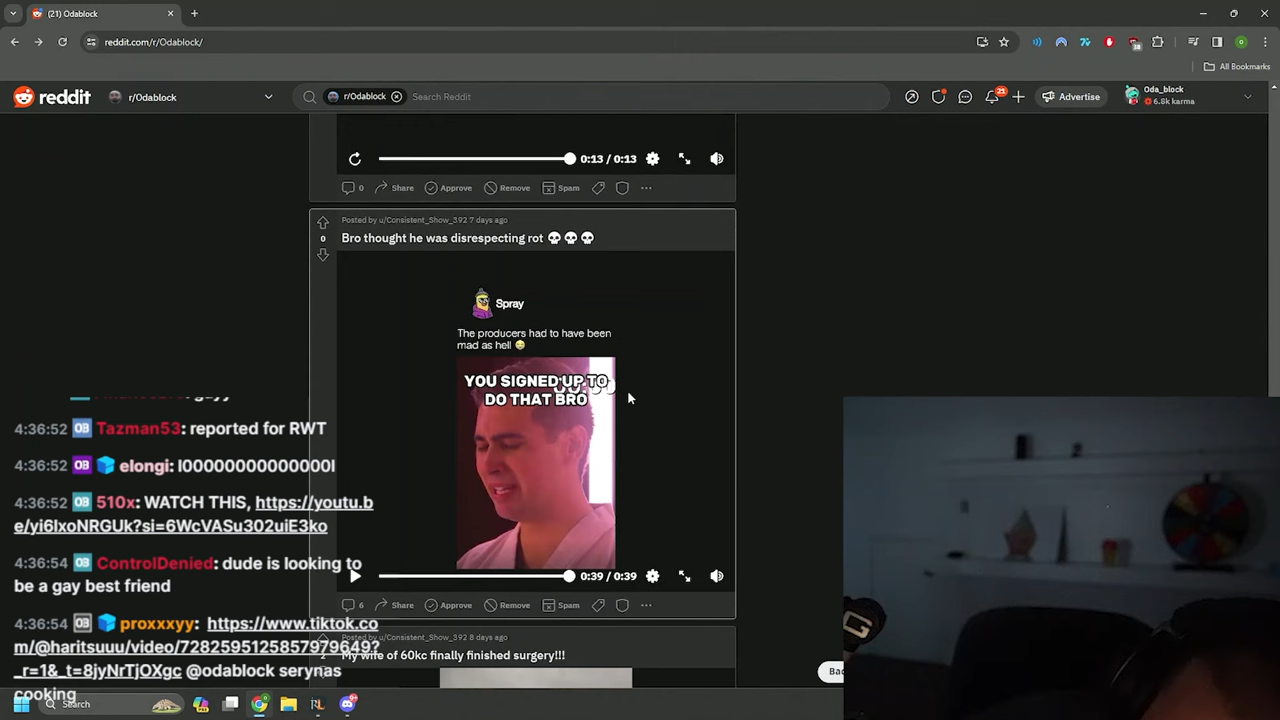 (21) Odablock
reddit.com/r/Odablock/
38
All Bookmarks
reddit
r/Odablock
r/Odablock
Search Reddit
21
Advertise
Oda_block
6.8k karma
0:13 / 0:13
0
Share
Approve
Remove
Spam
Posted by u/Consistent_Show_392 7 days ago
0
Bro thought he was disrespecting rot
Spray
The producers had to have been
mad as hell
YOU SIGNED UP TO
DO THAT BRO
0:39 / 0:39
6
Share
Approve
Remove
Spam
Posted by u/Consistent_Show_392 8 days ago
My wife of 60kc finally finished surgery!!!
4:36:52 OB Tazman53: reported for RWT
4:36:52 OB elongi: l00000000000000l
4:36:52 OB 510x: WATCH THIS, https://youtu.b
e/yi6IxoNRGUk?si=6WcVASu302uiE3ko
4:36:54 OB ControlDenied: dude is looking to
be a gay best friend
4:36:54 OB proxxxyy: https://www.tiktok.co
m/@haritsuuu/video/7282595125857979649?
_r=1&_t=8jyNrTjOXgc @odablock serynas
cooking
Search